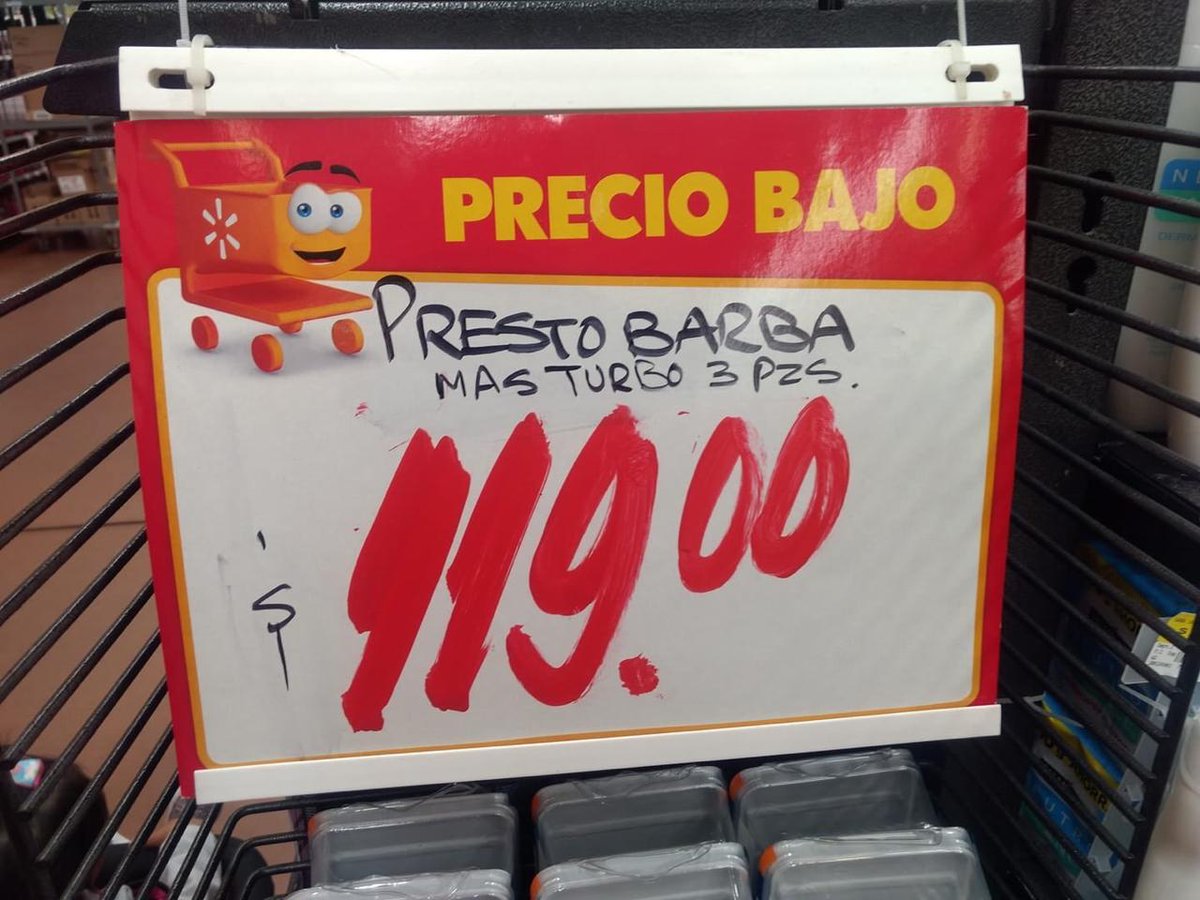 PRECIO BAJO
PRESTO BARBA
MAS TURBO 3 PZS.
$ 119.00